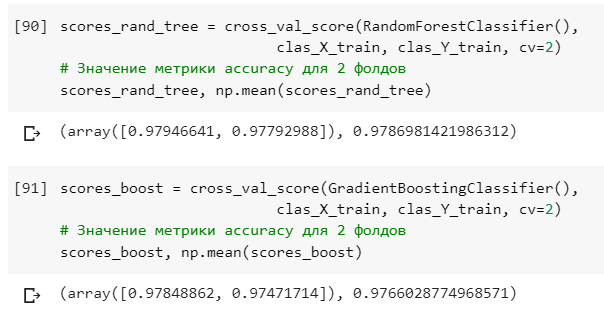 [90] scores_rand_tree = cross_val_score(RandomForestClassifier(),
clas_X_train, clas_Y_train, cv=2)
# Значение метрики accuracy для 2 фолдов
scores_rand_tree, np.mean(scores_rand_tree)
(array([0.97946641, 0.97792988]), 0.9786981421986312)
[91] scores_boost = cross_val_score(GradientBoostingClassifier(),
clas_X_train, clas_Y_train, cv=2)
# Значение метрики accuracy для 2 фолдов
scores_boost, np.mean(scores_boost)
(array([0.97848862, 0.97471714]), 0.9766028774968571)